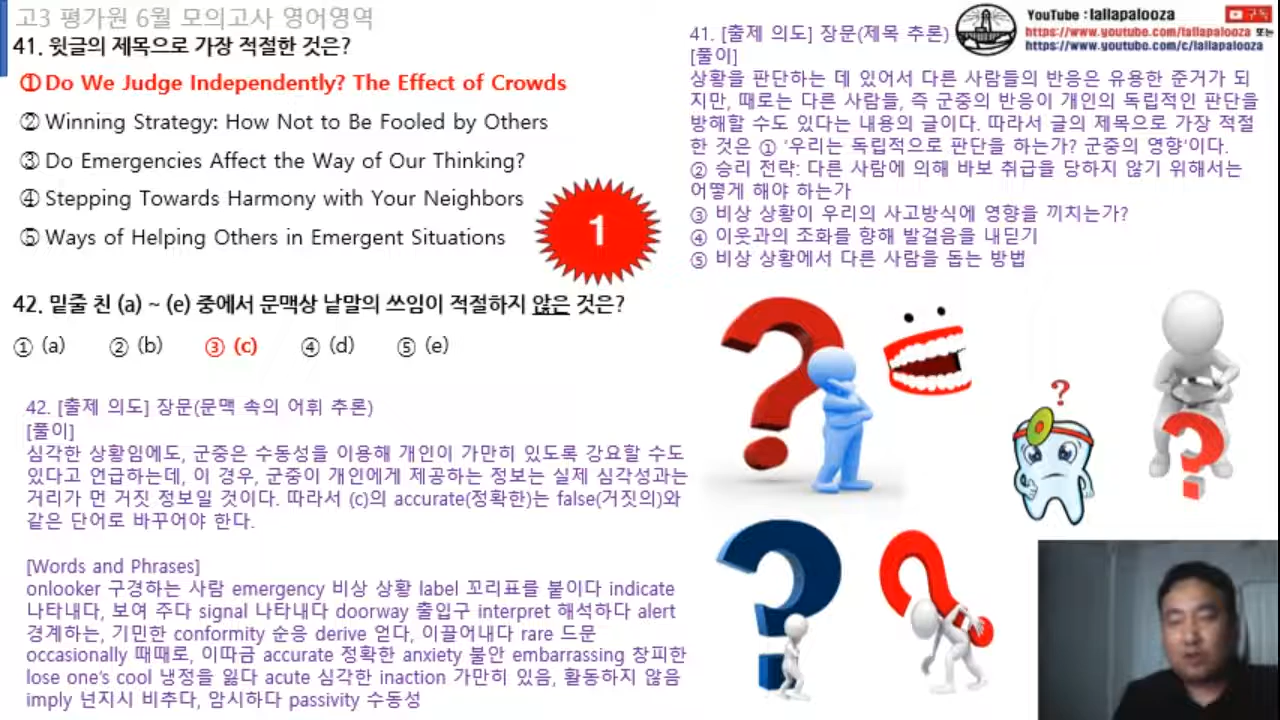 고3 평가원 6월 모의고사 영어영역
41. 윗글의 제목으로 가장 적절한 것은?
① Do We Judge Independently? The Effect of Crowds
② Winning Strategy: How Not to Be Fooled by Others
③ Do Emergencies Affect the Way of Our Thinking?
④ Stepping Towards Harmony with Your Neighbors
⑤ Ways of Helping Others in Emergent Situations
1
42. 밑줄 친 (a) ~ (e) 중에서 문맥상 낱말의 쓰임이 적절하지 않은 것은?
① (a) ② (b) ③ (c) ④ (d) ⑤ (e)
42. [출제 의도] 장문(문맥 속의 어휘 추론)
[풀이]
심각한 상황임에도, 군중은 수동성을 이용해 개인이 가만히 있도록 강요할 수도
있다고 언급하는데, 이 경우, 군중이 개인에게 제공하는 정보는 실제 심각성과는
거리가 먼 거짓 정보일 것이다. 따라서 (c)의 accurate(정확한)는 false(거짓의)와
같은 단어로 바꾸어야 한다.
[Words and Phrases]
onlooker 구경하는 사람 emergency 비상 상황 label 꼬리표를 붙이다 indicate
나타내다, 보여 주다 signal 나타내다 doorway 출입구 interpret 해석하다 alert
경계하는, 기민한 conformity 순응 derive 얻다, 이끌어내다 rare 드문
occasionally 때때로, 이따금 accurate 정확한 anxiety 불안 embarrassing 창피한
lose one's cool 냉정을 잃다 acute 심각한 inaction 가만히 있음, 활동하지 않음
imply 넌지시 비추다, 암시하다 passivity 수동성
41. [출제 의도] 장문(제목 추론)
[풀이]
상황을 판단하는 데 있어서 다른 사람들의 반응은 유용한 준거가 되
지만, 때로는 다른 사람들, 즉 군중의 반응이 개인의 독립적인 판단을
방해할 수도 있다는 내용의 글이다. 따라서 글의 제목으로 가장 적절
한 것은 ① '우리는 독립적으로 판단을 하는가? 군중의 영향'이다.
② 승리 전략: 다른 사람에 의해 바보 취급을 당하지 않기 위해서는
어떻게 해야 하는가
③ 비상 상황이 우리의 사고방식에 영향을 끼치는가?
④ 이웃과의 조화를 향해 발걸음을 내딛기
⑤ 비상 상황에서 다른 사람을 돕는 방법
YouTube : lallapalooza
구독
https://www.youtube.com/lallapalooza 또는
https://www.youtube.com/c/lallapalooza
?